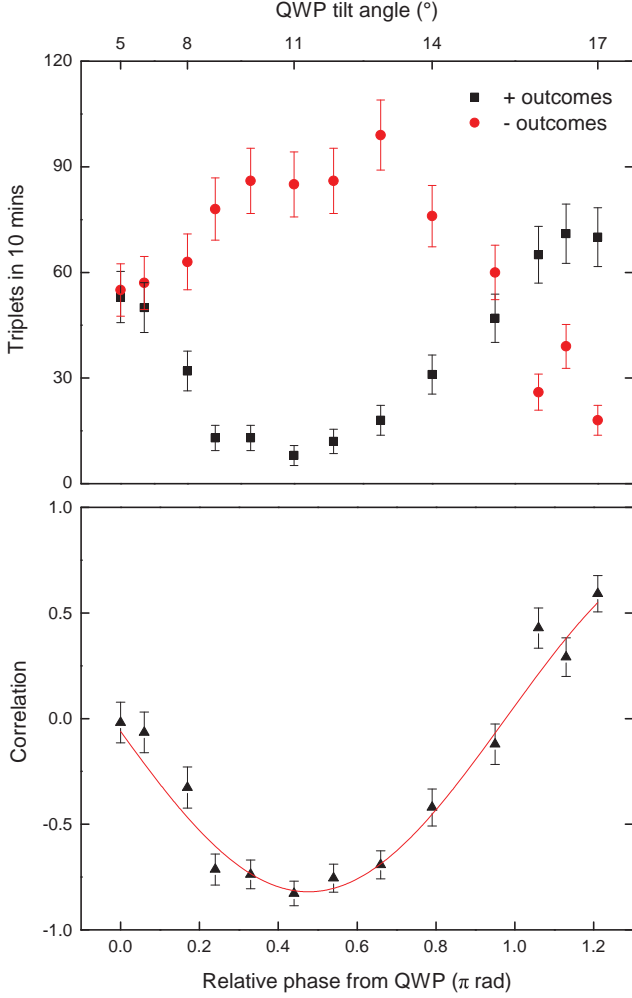 QWP tilt angle (°)
5 8 11 14 17
120
90
60
30
0
Triplets in 10 mins
+ outcomes
- outcomes
1.0
0.5
0.0
-0.5
-1.0
Correlation
0.0 0.2 0.4 0.6 0.8 1.0 1.2
Relative phase from QWP (π rad)